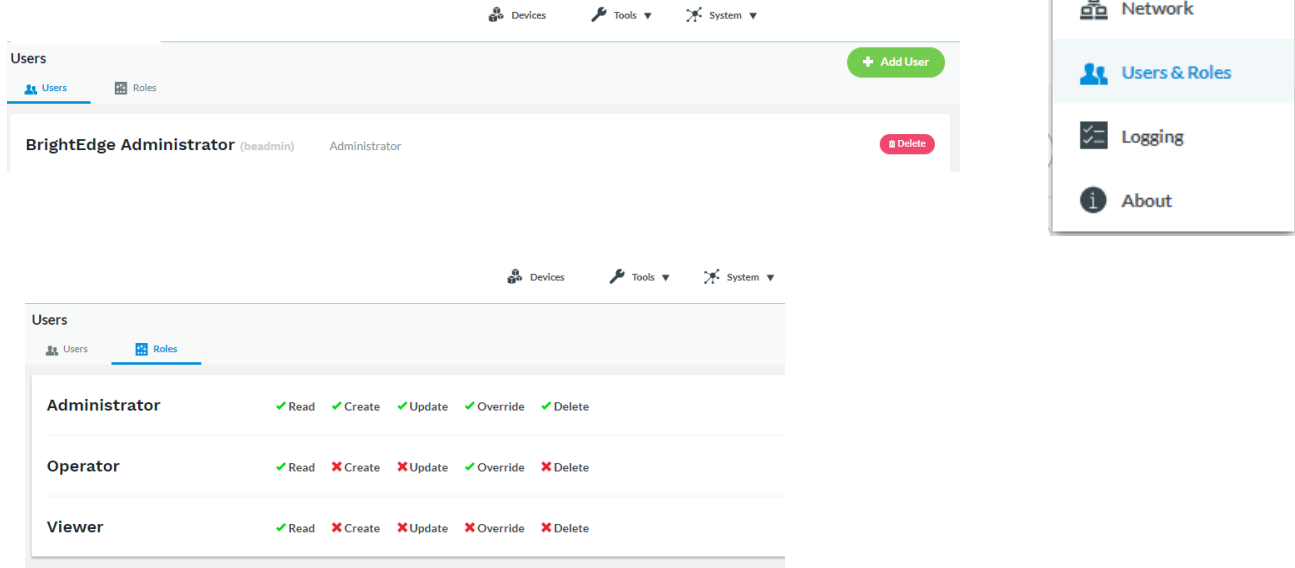 Devices Tools ▼ System ▼
Users
+ Add User
Users Roles
BrightEdge Administrator (beadmin) Administrator Delete
Network
Users & Roles
Logging
About
Devices Tools ▼ System ▼
Users
Users Roles
Administrator ✔ Read ✔ Create ✔ Update ✔ Override ✔ Delete
Operator ✔ Read ✖ Create ✖ Update ✔ Override ✖ Delete
Viewer ✔ Read ✖ Create ✖ Update ✖ Override ✖ Delete